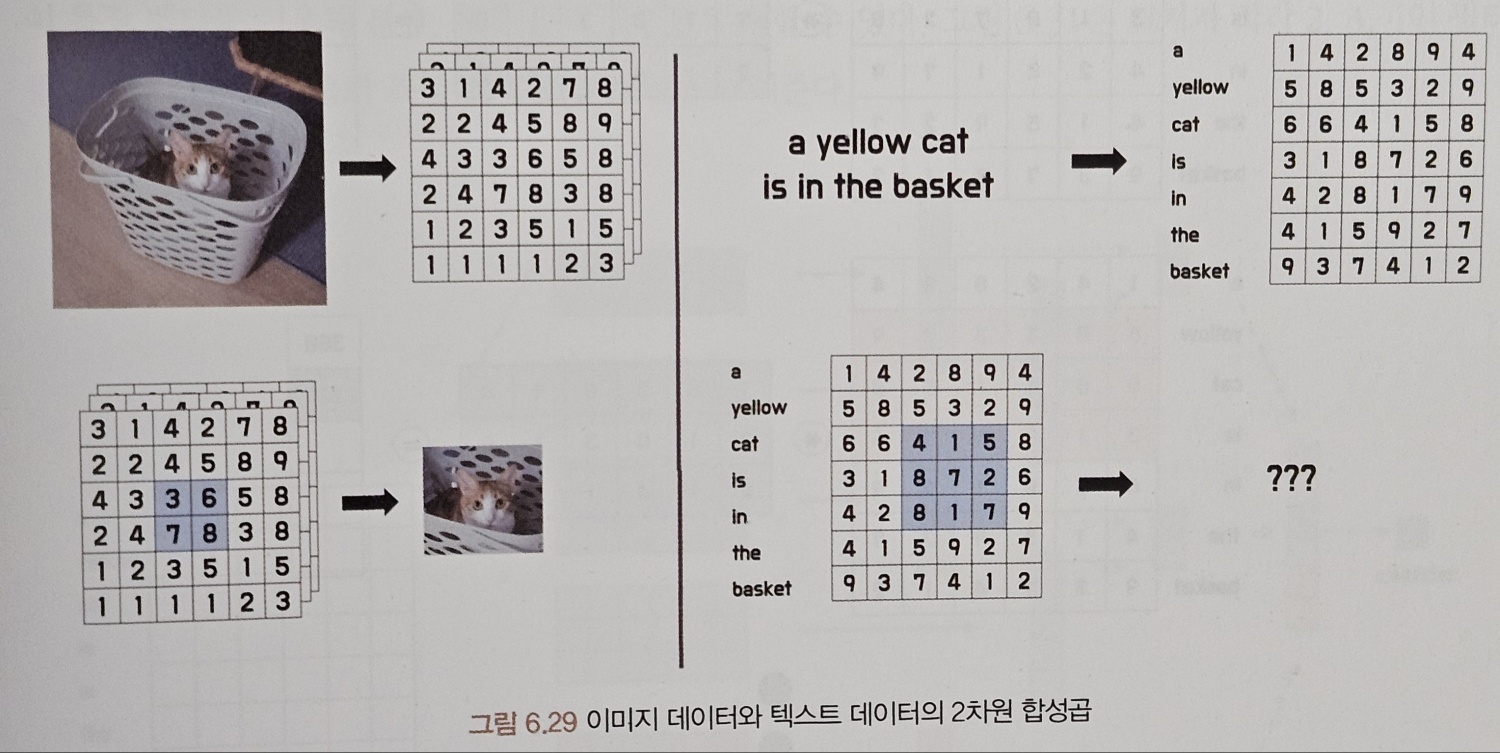 3 1 4 2 7 8
2 2 4 5 8 9
4 3 3 6 5 8
2 4 7 8 3 8
1 2 3 5 1 5
1 1 1 1 2 3
a yellow cat
is in the basket
a 1 4 2 8 9 4
yellow 5 8 5 3 2 9
cat 6 6 4 1 5 8
is 3 1 8 7 2 6
in 4 2 8 1 7 9
the 4 1 5 9 2 7
basket 9 3 7 4 1 2
3 1 4 2 7 8
2 2 4 5 8 9
4 3 3 6 5 8
2 4 7 8 3 8
1 2 3 5 1 5
1 1 1 1 2 3
a 1 4 2 8 9 4
yellow 5 8 5 3 2 9
cat 6 6 4 1 5 8
is 3 1 8 7 2 6
in 4 2 8 1 7 9
the 4 1 5 9 2 7
basket 9 3 7 4 1 2
???
그림 6.29 이미지 데이터와 텍스트 데이터의 2차원 합성곱